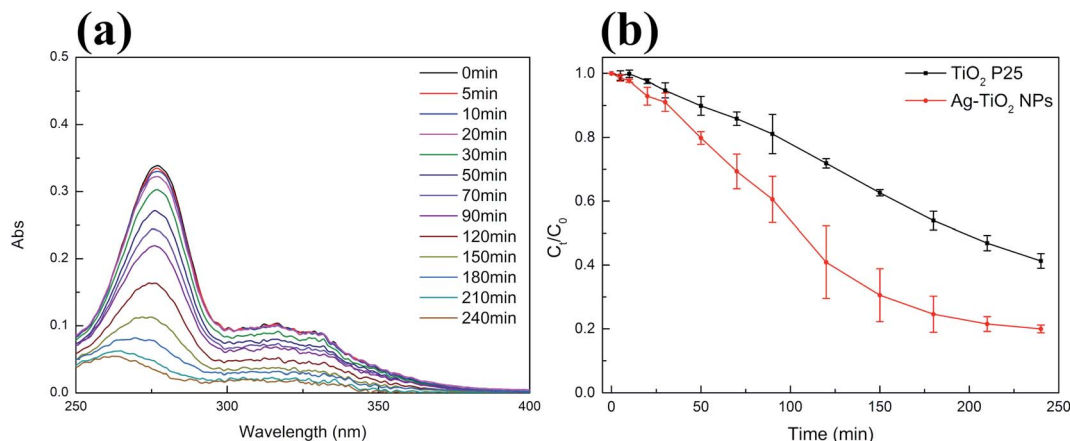 (a)
0.5
0.4
0.3
0.2
0.1
0.0
Abs
250
300
350
400
Wavelength (nm)
0min
5min
10min
20min
30min
50min
70min
90min
120min
150min
180min
210min
240min
(b)
1.0
0.8
0.6
0.4
0.2
0.0
Cₜ/C₀
0
50
100
150
200
250
Time (min)
TiO₂ P25
Ag-TiO₂ NPs